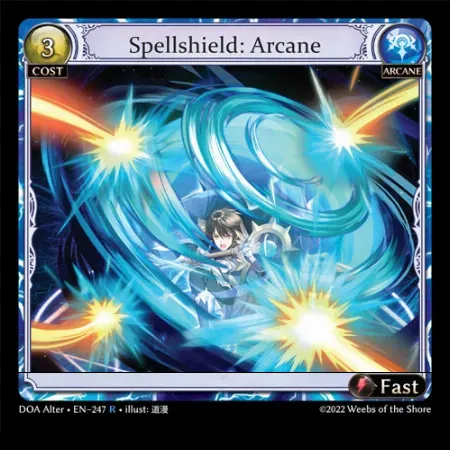 3
COST
Spellshield: Arcane
ARCANE
Fast
DOA Alter • EN-247 R • illust: 道漫
©2022 Weebs of the Shore